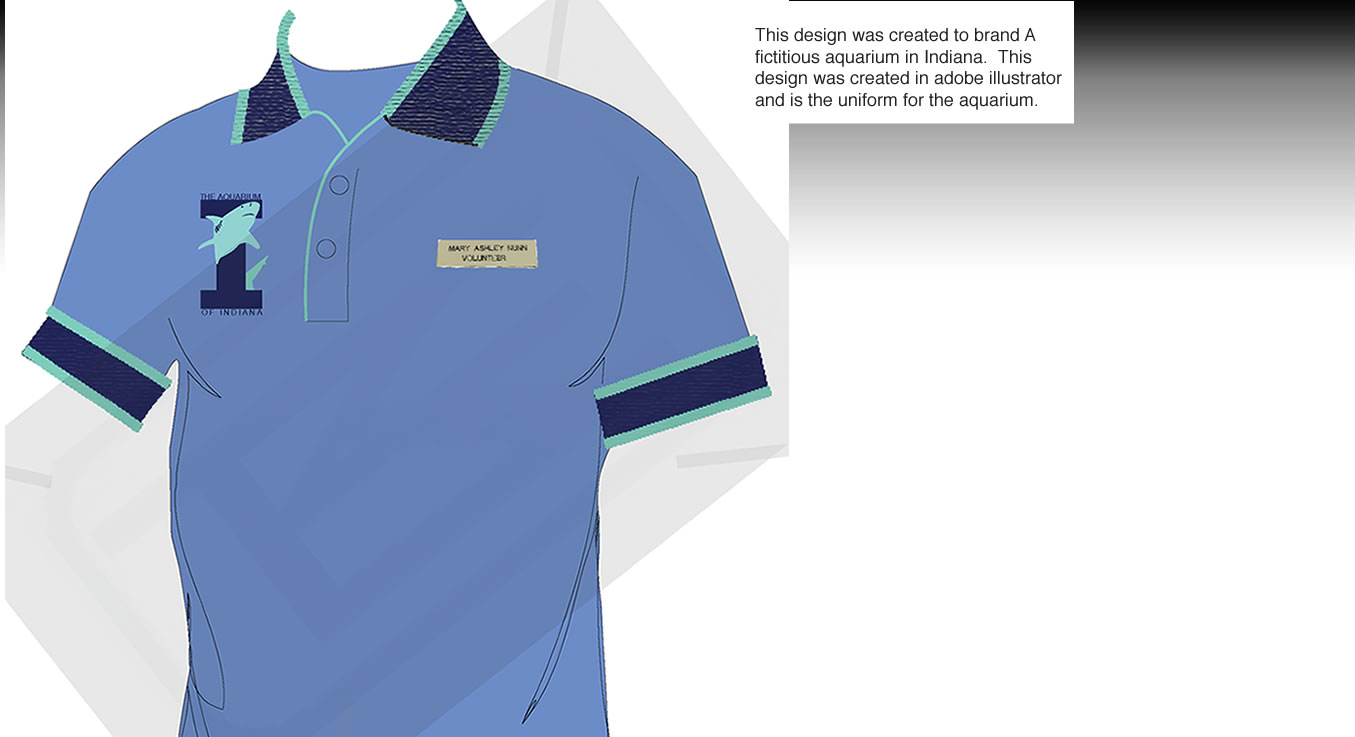 This design was created to brand A
fictitious aquarium in Indiana.  This
design was created in adobe illustrator
and is the uniform for the aquarium.
THE AQUARIUM
I
OF INDIANA
MARY ASHLEY NUNN
VOLUNTEER